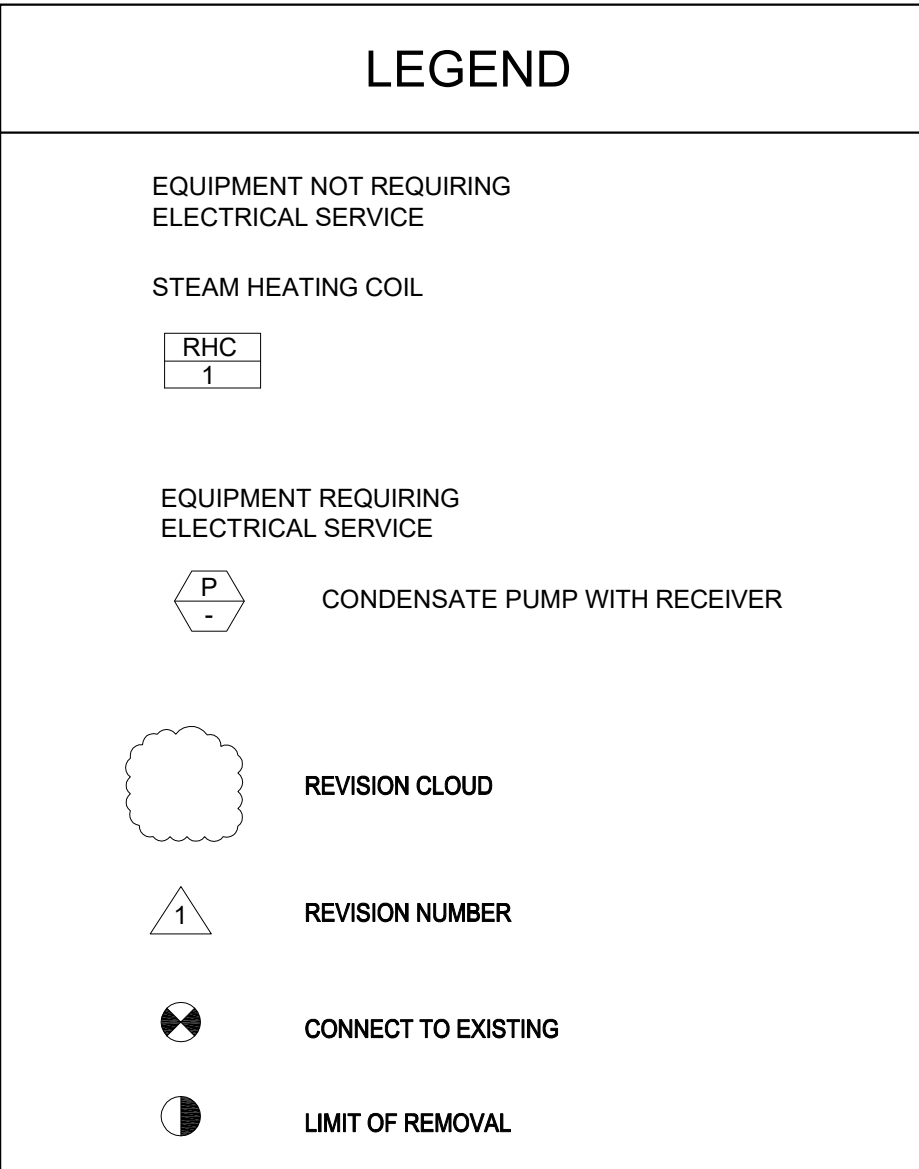 LEGEND
EQUIPMENT NOT REQUIRING
ELECTRICAL SERVICE
STEAM HEATING COIL
RHC
1
EQUIPMENT REQUIRING
ELECTRICAL SERVICE
P
-
CONDENSATE PUMP WITH RECEIVER
REVISION CLOUD
1
REVISION NUMBER
CONNECT TO EXISTING
LIMIT OF REMOVAL